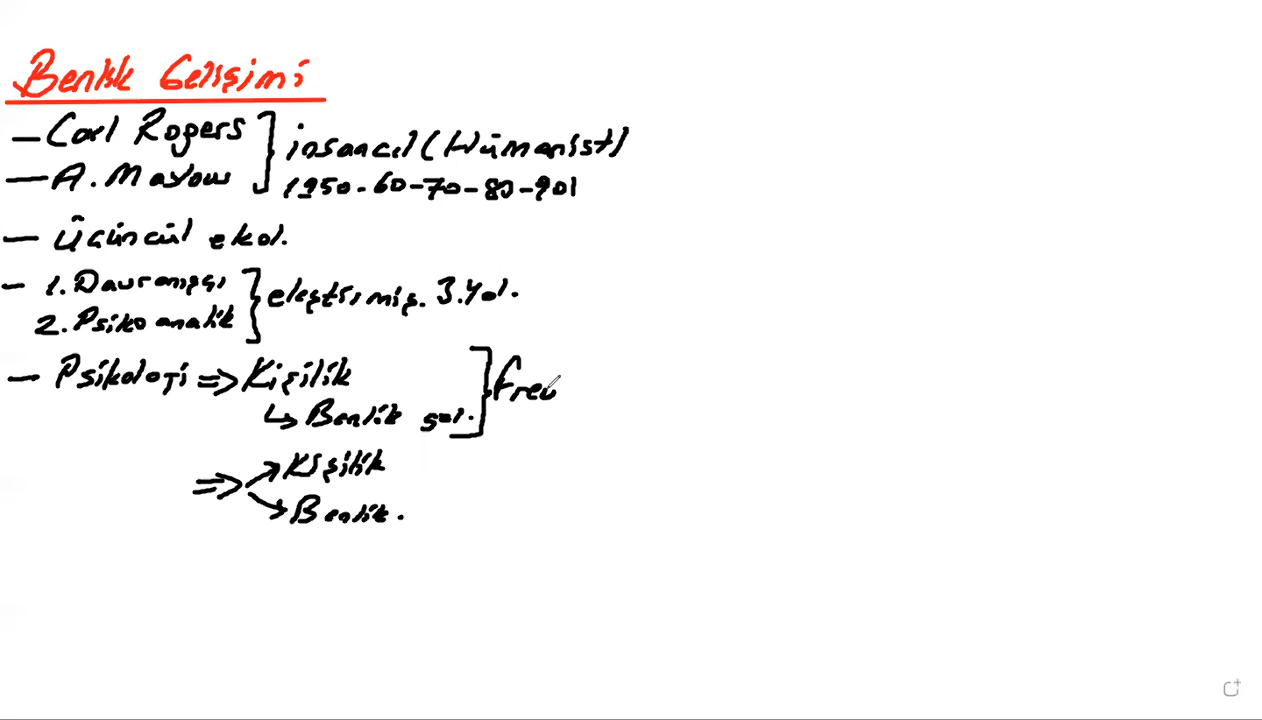 Benlik Gelişimi
— Carl Rogers
— A. Maslow
insancıl (Hümanist)
1950-60-70-80-90
— Üçüncül ekol.
- 1. Davranışçı
2. Psikoanalik
eleştirmiş. 3.Yol.
— Psikoloji => Kişilik
↳ Benlik
Freu
=> Kişilik
Benlik.